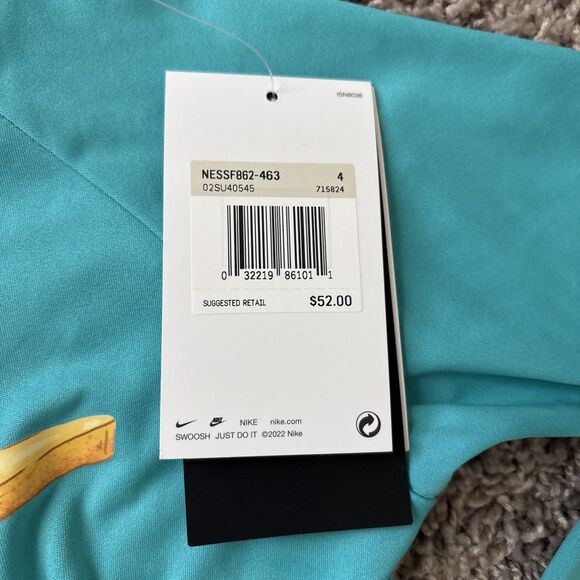 ISN8036
NESSF862-463 4
02SU40545 715824
0 32219 86101 1
SUGGESTED RETAIL $52.00
NIKE NIKE nike.com
SWOOSH JUST DO IT ©2022 Nike